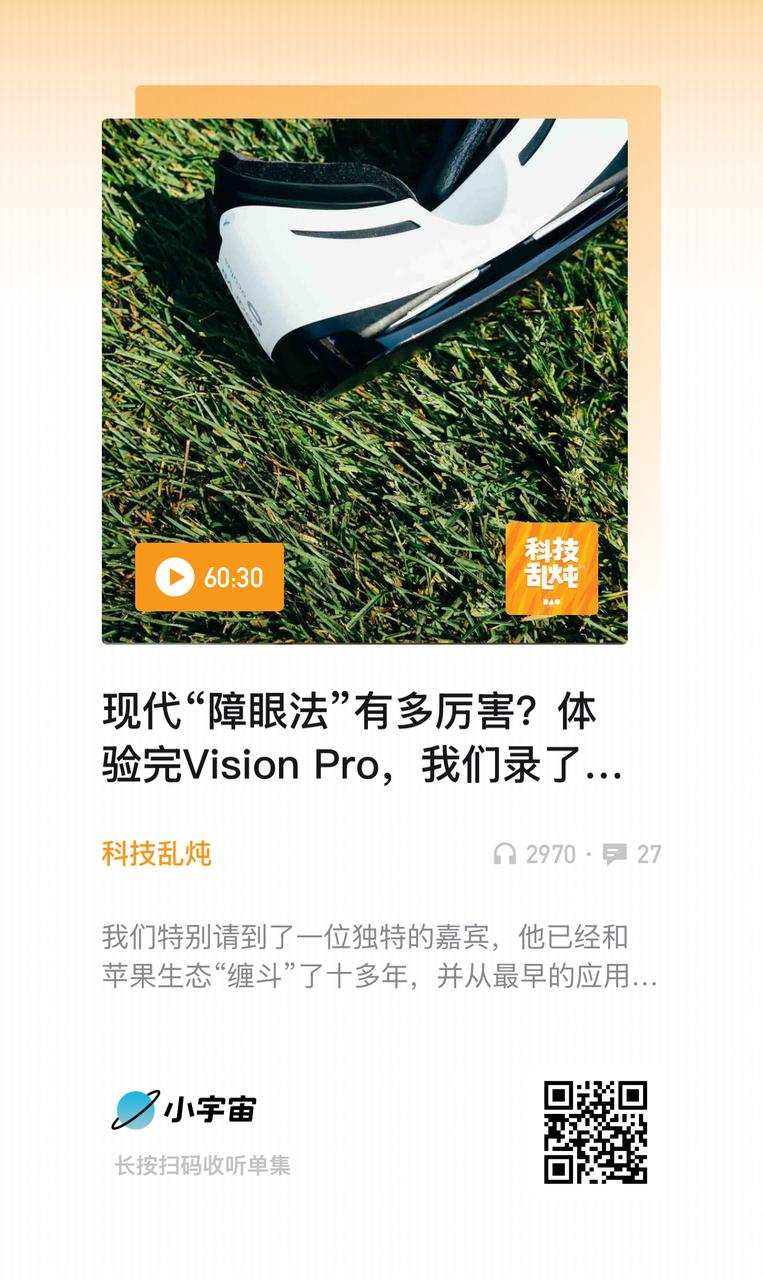 60:30
科技
乱炖
现代“障眼法”有多厉害？体
验完Vision Pro，我们录了...
科技乱炖
2970 · 27
我们特别请到了一位独特的嘉宾，他已经和
苹果生态“缠斗”了十多年，并从最早的应用...
小宇宙
长按扫码收听单集